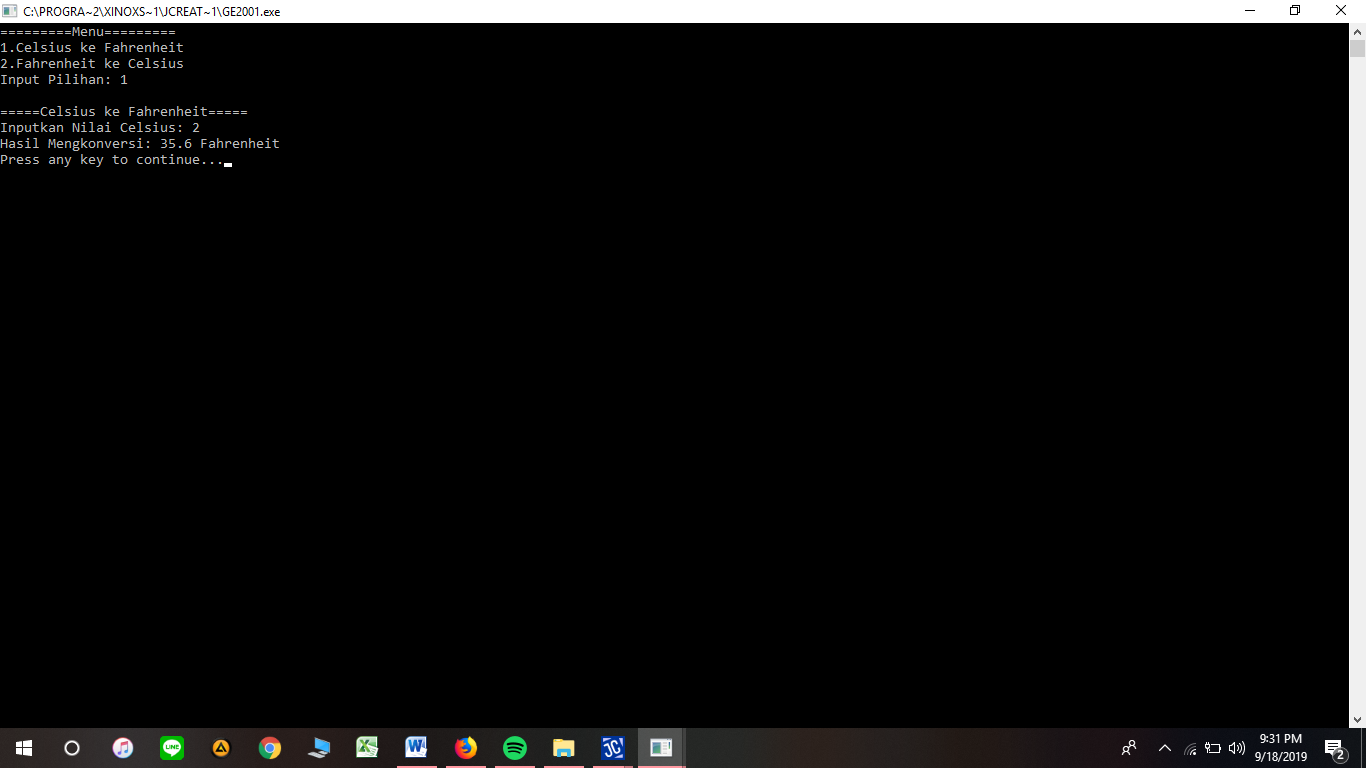 C:\PROGRA~2\XINOXS~1\JCREAT~1\GE2001.exe
=========Menu=========
1.Celsius ke Fahrenheit
2.Fahrenheit ke Celsius
Input Pilihan: 1
=====Celsius ke Fahrenheit=====
Inputkan Nilai Celsius: 2
Hasil Mengkonversi: 35.6 Fahrenheit
Press any key to continue...
LINE
JC
9:31 PM
9/18/2019
2